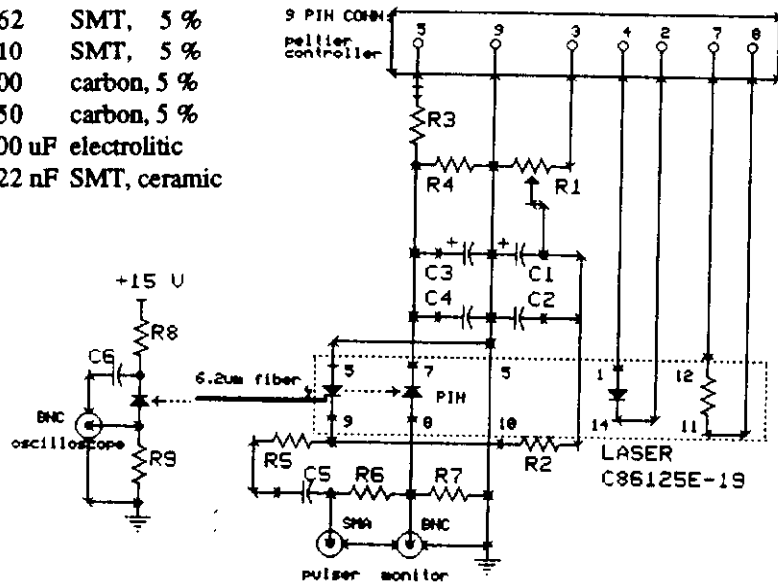 62 SMT, 5 %
10 SMT, 5 %
00 carbon, 5 %
50 carbon, 5 %
00 uF electrolitic
22 nF SMT, ceramic
9 PIH CONN
peltier
controller
5 9 3 4 2 7 8
R3
R4 R1
+ +
C3 C1
C4 C2
+15 U
R8
C6
BNC
oscilloscope
R9
6.2um fiber
5 7 5 1 12
PIH
9 8 10 14 11
R5 R2
LASER
C86125E-19
C5 R6 R7
SMA BNC
pulser monitor